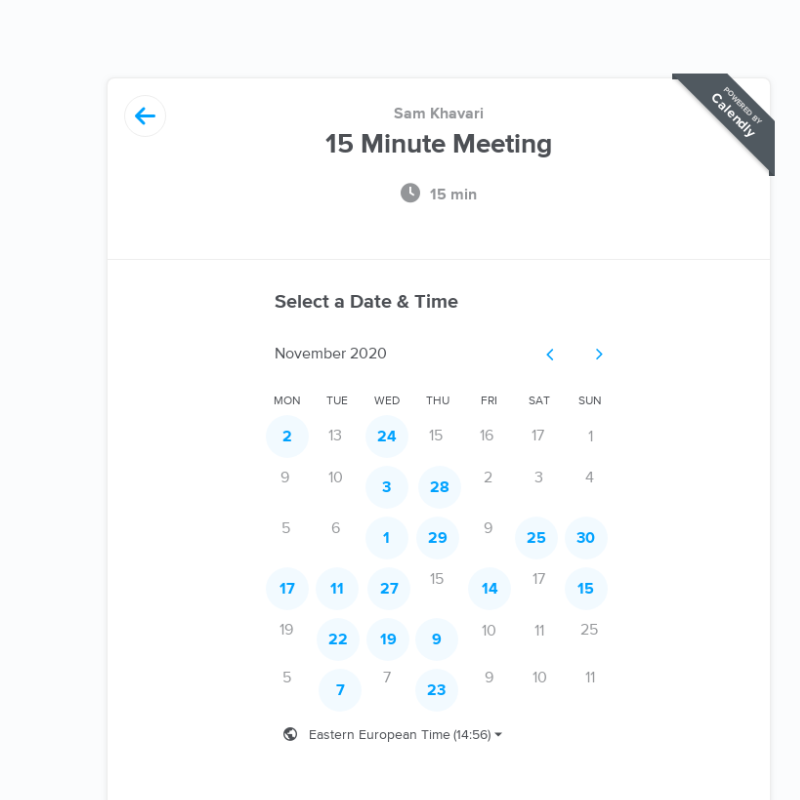 POWERED BY
Calendly
Sam Khavari
15 Minute Meeting
15 min
Select a Date & Time
November 2020
MON TUE WED THU FRI SAT SUN
2 13 24 15 16 17 1
9 10 3 28 2 3 4
5 6 1 29 9 25 30
17 11 27 15 14 17 15
19 22 19 9 10 11 25
5 7 7 23 9 10 11
Eastern European Time (14:56)